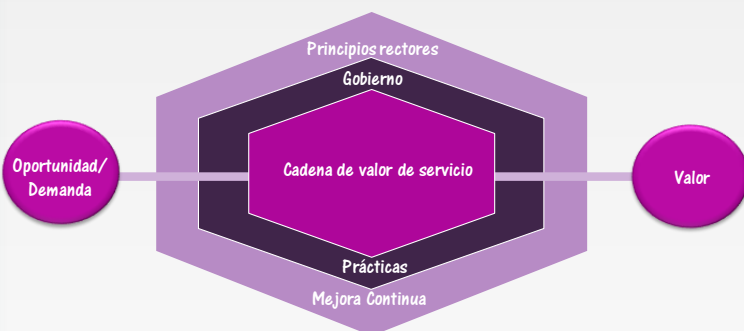 Principios rectores
Gobierno
Oportunidad/
Demanda
Cadena de valor de servicio
Valor
Prácticas
Mejora Continua